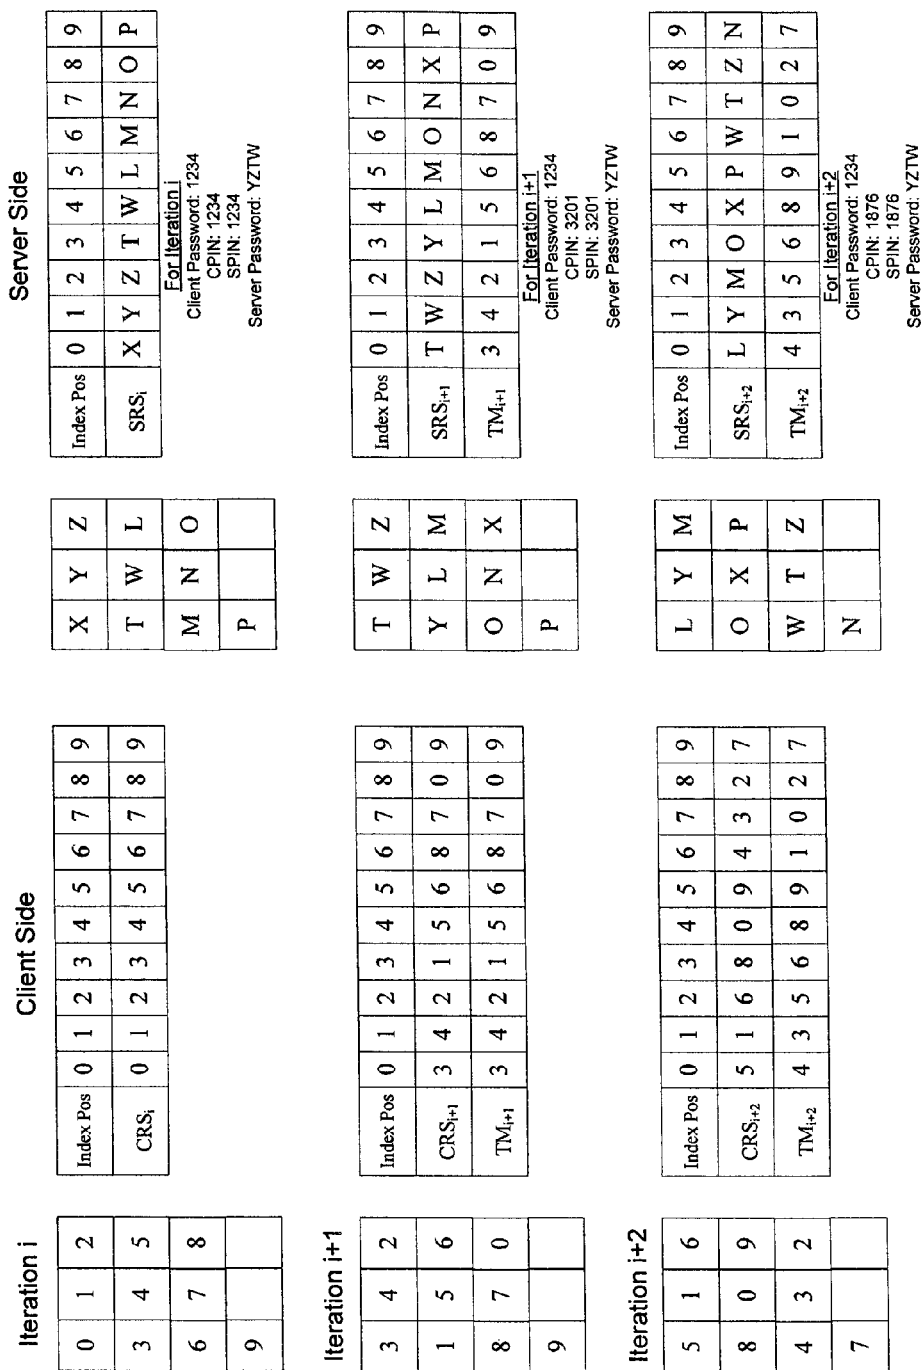 Client Side
Server Side
Iteration i
0 1 2
3 4 5
6 7 8
9
Index Pos 0 1 2 3 4 5 6 7 8 9
CRSi 0 1 2 3 4 5 6 7 8 9
X Y Z
T W L
M N O
P
Index Pos 0 1 2 3 4 5 6 7 8 9
SRSi X Y Z T W L M N O P
For Iteration i
Client Password: 1234
CPIN: 1234
SPIN: 1234
Server Password: YZTW
Iteration i+1
3 4 2
1 5 6
8 7 0
9
Index Pos 0 1 2 3 4 5 6 7 8 9
CRSi+1 3 4 2 1 5 6 8 7 0 9
TMi+1 3 4 2 1 5 6 8 7 0 9
T W Z
Y L M
O N X
P
Index Pos 0 1 2 3 4 5 6 7 8 9
SRSi+1 T W Z Y L M O N X P
TMi+1 3 4 2 1 5 6 8 7 0 9
For Iteration i+1
Client Password: 1234
CPIN: 3201
SPIN: 3201
Server Password: YZTW
Iteration i+2
5 1 6
8 0 9
4 3 2
7
Index Pos 0 1 2 3 4 5 6 7 8 9
CRSi+2 5 1 6 8 0 9 4 3 2 7
TMi+2 4 3 5 6 8 9 1 0 2 7
L Y M
O X P
W T Z
N
Index Pos 0 1 2 3 4 5 6 7 8 9
SRSi+2 L Y M O X P W T Z N
TMi+2 4 3 5 6 8 9 1 0 2 7
For Iteration i+2
Client Password: 1234
CPIN: 1876
SPIN: 1876
Server Password: YZTW